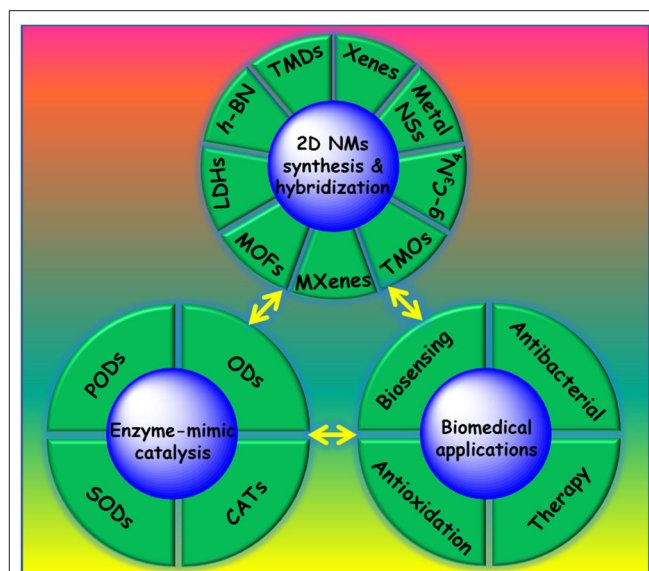 TMDs
Xenes
Metal
NSs
g-C₃N₄
TMOs
MXenes
MOFs
LDHs
h-BN
2D NMs
synthesis &
hybridization
PODs
ODs
CATs
SODs
Enzyme-mimic
catalysis
Biosensing
Antibacterial
Therapy
Antioxidation
Biomedical
applications